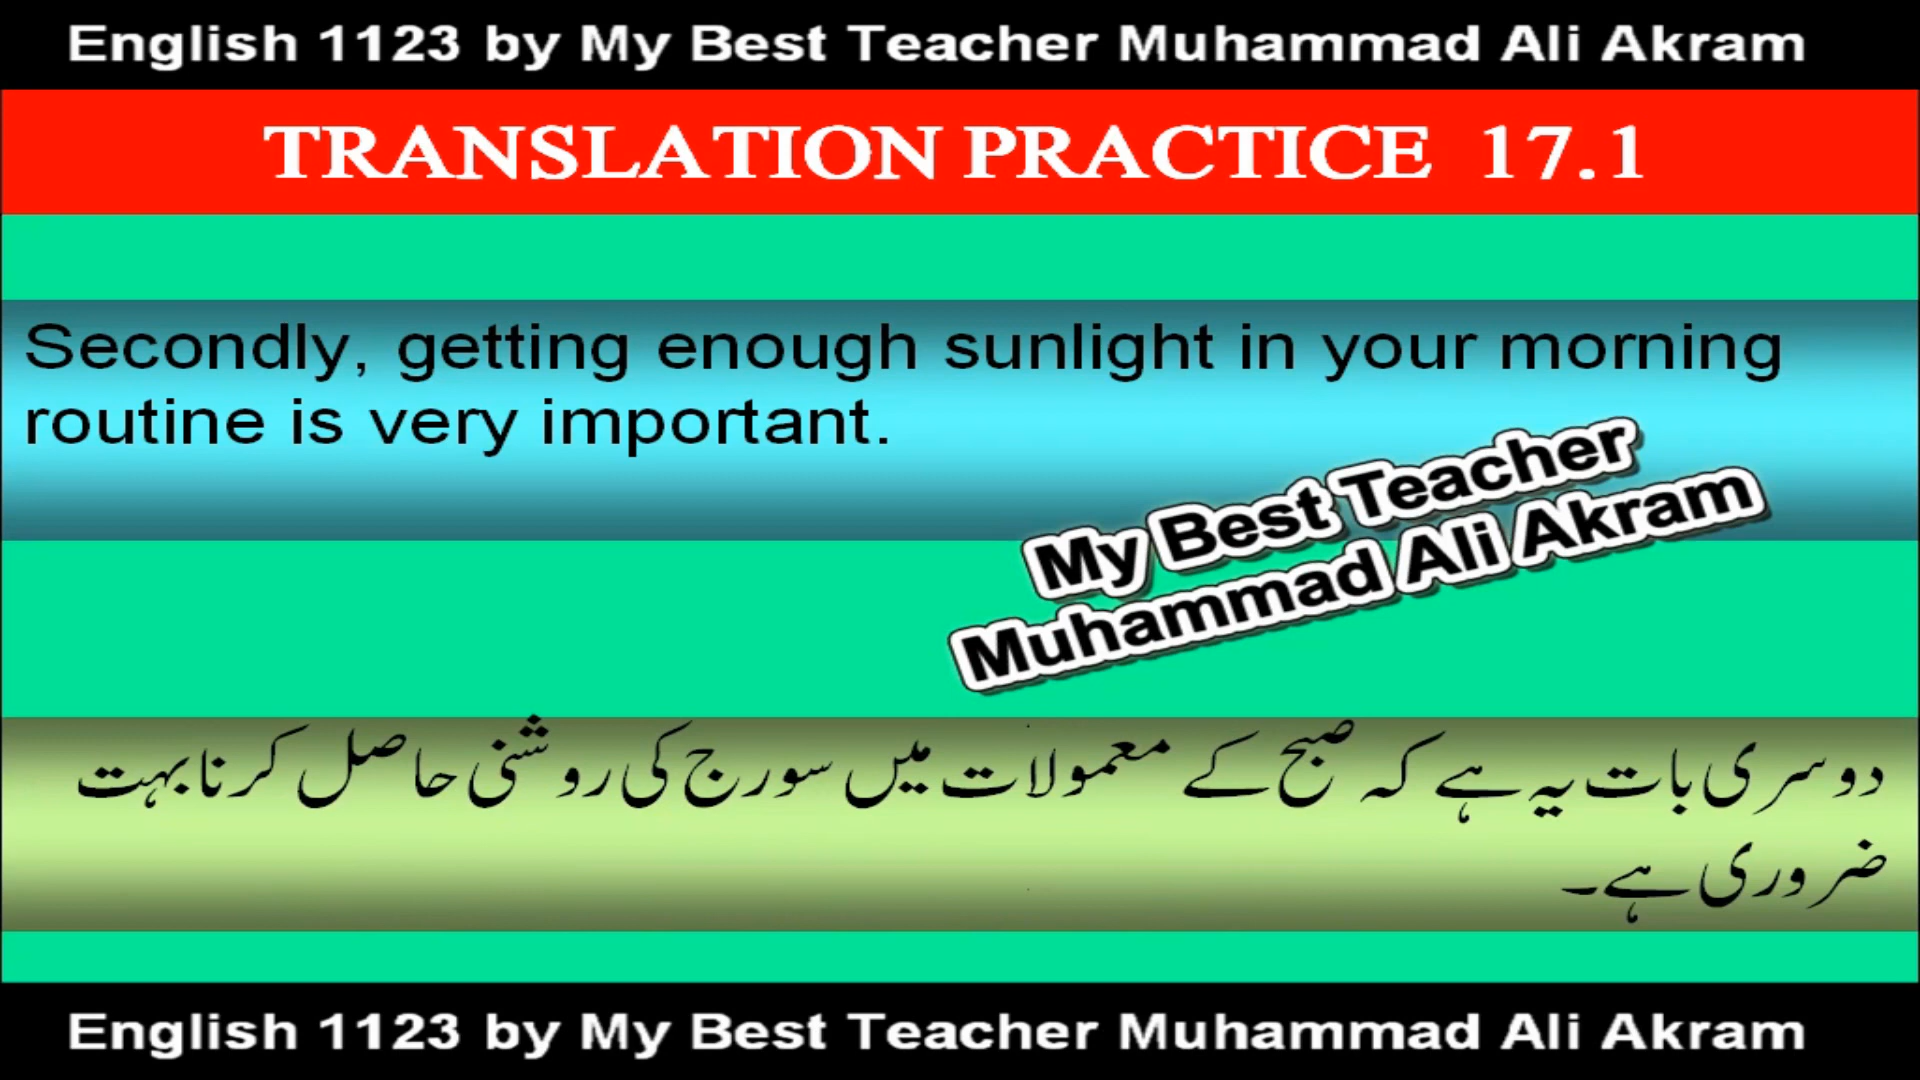 English 1123 by My Best Teacher Muhammad Ali Akram
TRANSLATION PRACTICE 17.1
Secondly, getting enough sunlight in your morning
routine is very important.
My Best Teacher
Muhammad Ali Akram
دوسری بات یہ ہے کہ صبح کے معمولات میں سورج کی روشنی حاصل کرنا بہت
ضروری ہے۔
English 1123 by My Best Teacher Muhammad Ali Akram